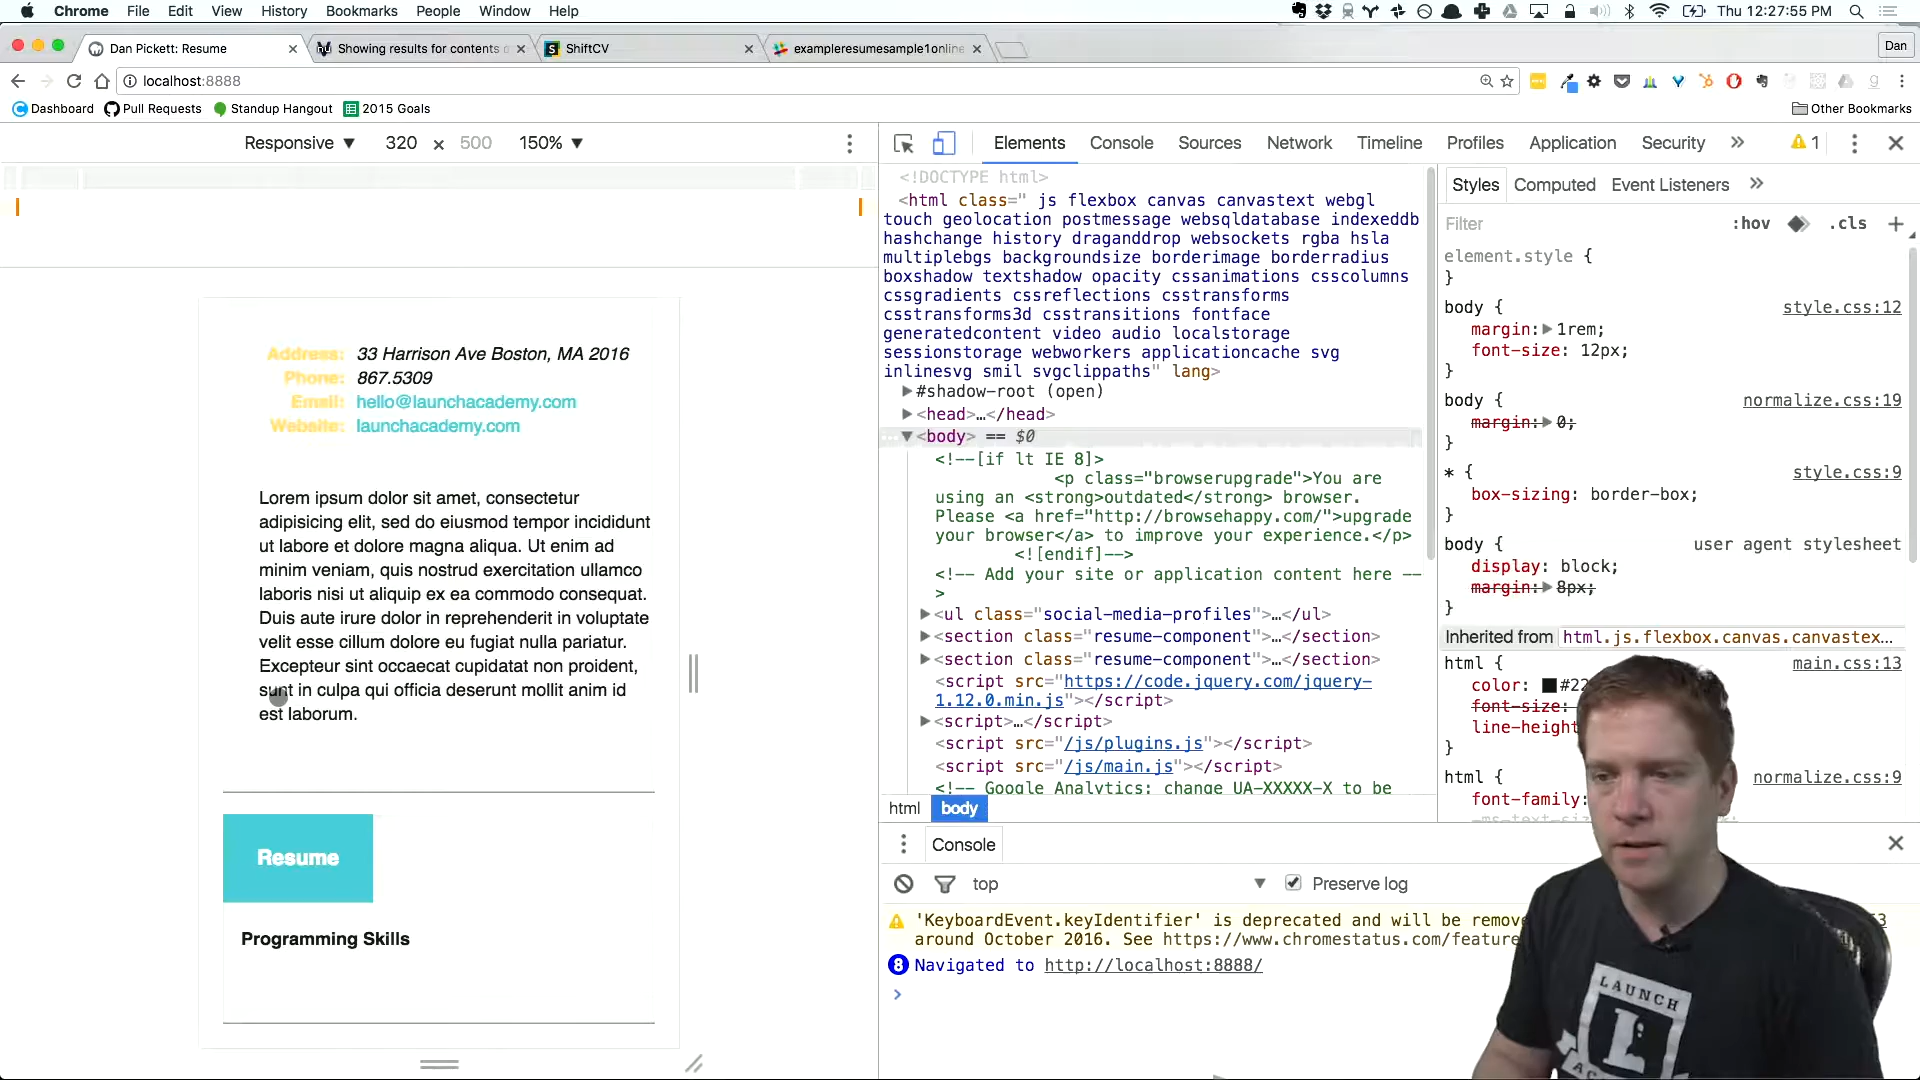 Chrome File Edit View History Bookmarks People Window Help Thu 12:27:55 PM
Dan Pickett: Resume
Showing results for contents
ShiftCV
exampleresumesample1online
Dan
localhost:8888
Dashboard Pull Requests Standup Hangout 2015 Goals Other Bookmarks
Responsive ▼ 320 × 500 150% ▼
Elements Console Sources Network Timeline Profiles Application Security » 1
Address: 33 Harrison Ave Boston, MA 2016
Phone: 867.5309
Email: hello@launchacademy.com
Website: launchacademy.com
Lorem ipsum dolor sit amet, consectetur
adipisicing elit, sed do eiusmod tempor incididunt
ut labore et dolore magna aliqua. Ut enim ad
minim veniam, quis nostrud exercitation ullamco
laboris nisi ut aliquip ex ea commodo consequat.
Duis aute irure dolor in reprehenderit in voluptate
velit esse cillum dolore eu fugiat nulla pariatur.
Excepteur sint occaecat cupidatat non proident,
sunt in culpa qui officia deserunt mollit anim id
est laborum.
Resume
Programming Skills
<!DOCTYPE html>
<html class=" js flexbox canvas canvastext webgl
touch geolocation postmessage websqldatabase indexeddb
hashchange history draganddrop websockets rgba hsla
multiplebgs backgroundsize borderimage borderradius
boxshadow textshadow opacity cssanimations csscolumns
cssgradients cssreflections csstransforms
csstransforms3d csstransitions fontface
generatedcontent video audio localstorage
sessionstorage webworkers applicationcache svg
inlinesvg smil svgclippaths" lang>
▶#shadow-root (open)
▶<head>…</head>
… ▼<body> == $0
<!--[if lt IE 8]>
<p class="browserupgrade">You are
using an <strong>outdated</strong> browser.
Please <a href="http://browsehappy.com/">upgrade
your browser</a> to improve your experience.</p>
<![endif]-->
<!-- Add your site or application content here --
>
▶<ul class="social-media-profiles">…</ul>
▶<section class="resume-component">…</section>
▶<section class="resume-component">…</section>
<script src="https://code.jquery.com/jquery-
1.12.0.min.js"></script>
▶<script>…</script>
<script src="/js/plugins.js"></script>
<script src="/js/main.js"></script>
<!-- Google Analytics: change UA-XXXXX-X to be
html body
Styles Computed Event Listeners »
Filter :hov .cls +
element.style {
}
body { style.css:12
margin:▶1rem;
font-size: 12px;
}
body { normalize.css:19
margin:▶0;
}
* { style.css:9
box-sizing: border-box;
}
body { user agent stylesheet
display: block;
margin:▶8px;
}
Inherited from html.js.flexbox.canvas.canvastex…
html { main.css:13
color: #22
font-size:
line-height
}
html { normalize.css:9
font-family:
-ms-text-siz
Console
top ▼ Preserve log
'KeyboardEvent.keyIdentifier' is deprecated and will be remove
around October 2016. See https://www.chromestatus.com/feature
8 Navigated to http://localhost:8888/
>
LAUNCH
L